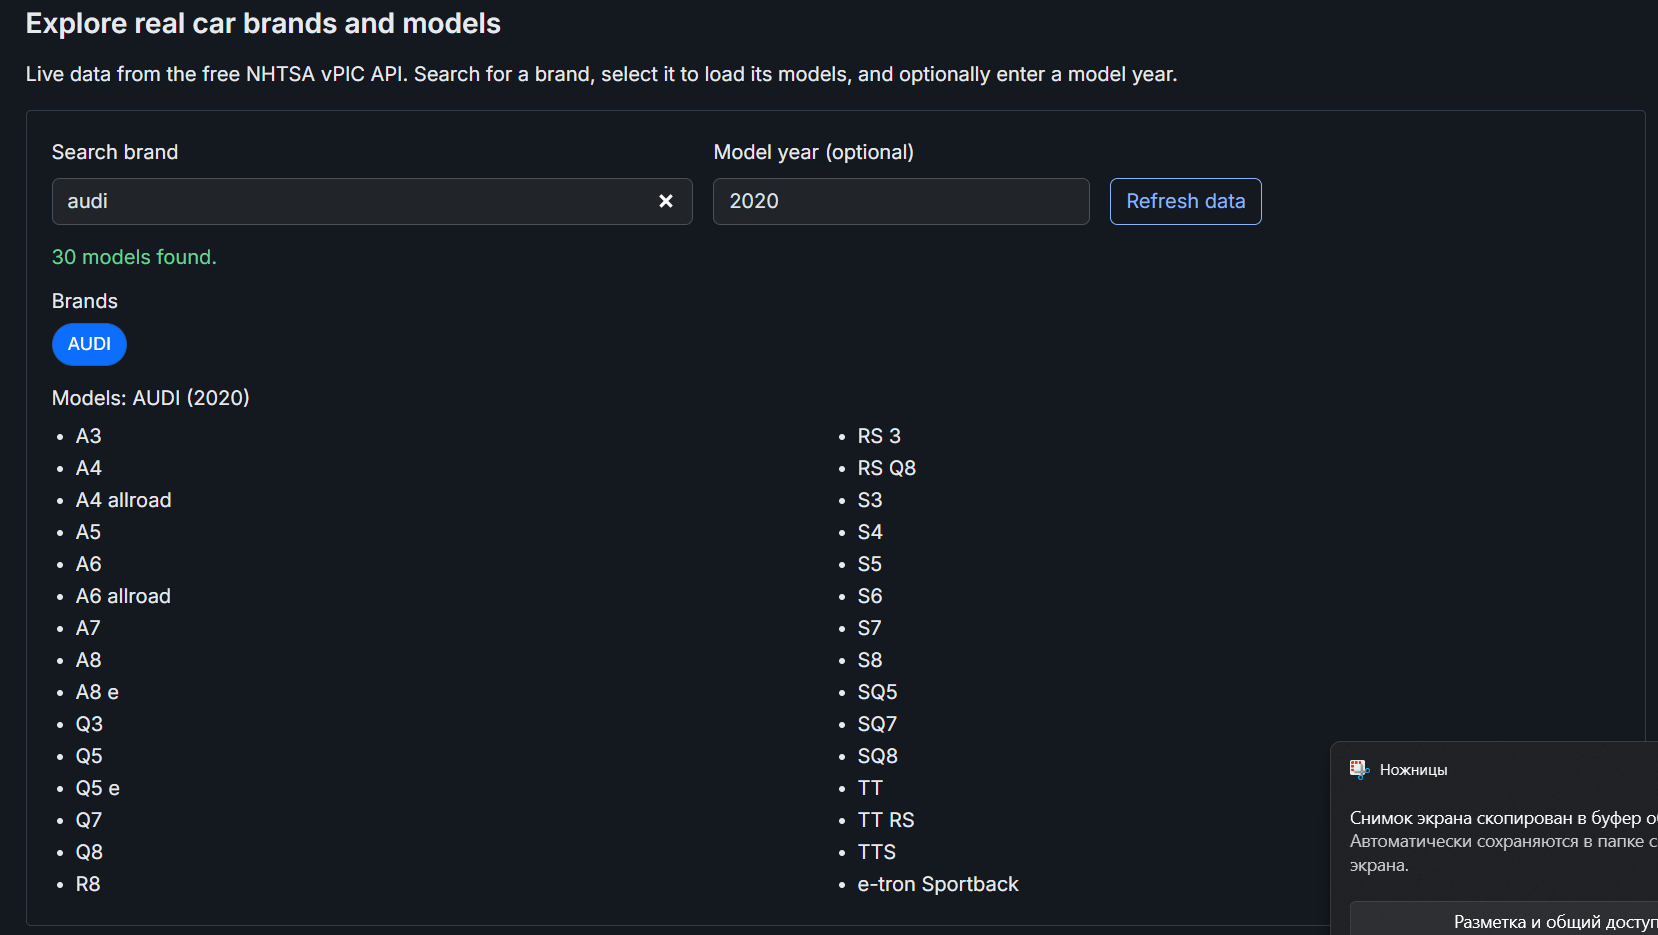 Explore real car brands and models
Live data from the free NHTSA vPIC API. Search for a brand, select it to load its models, and optionally enter a model year.
Search brand
Model year (optional)
audi
2020
Refresh data
30 models found.
Brands
AUDI
Models: AUDI (2020)
A3
A4
A4 allroad
A5
A6
A6 allroad
A7
A8
A8 e
Q3
Q5
Q5 e
Q7
Q8
R8
RS 3
RS Q8
S3
S4
S5
S6
S7
S8
SQ5
SQ7
SQ8
TT
TT RS
TTS
e-tron Sportback
Ножницы
Снимок экрана скопирован в буфер
Автоматически сохраняются в папке
экрана.
Разметка и общий